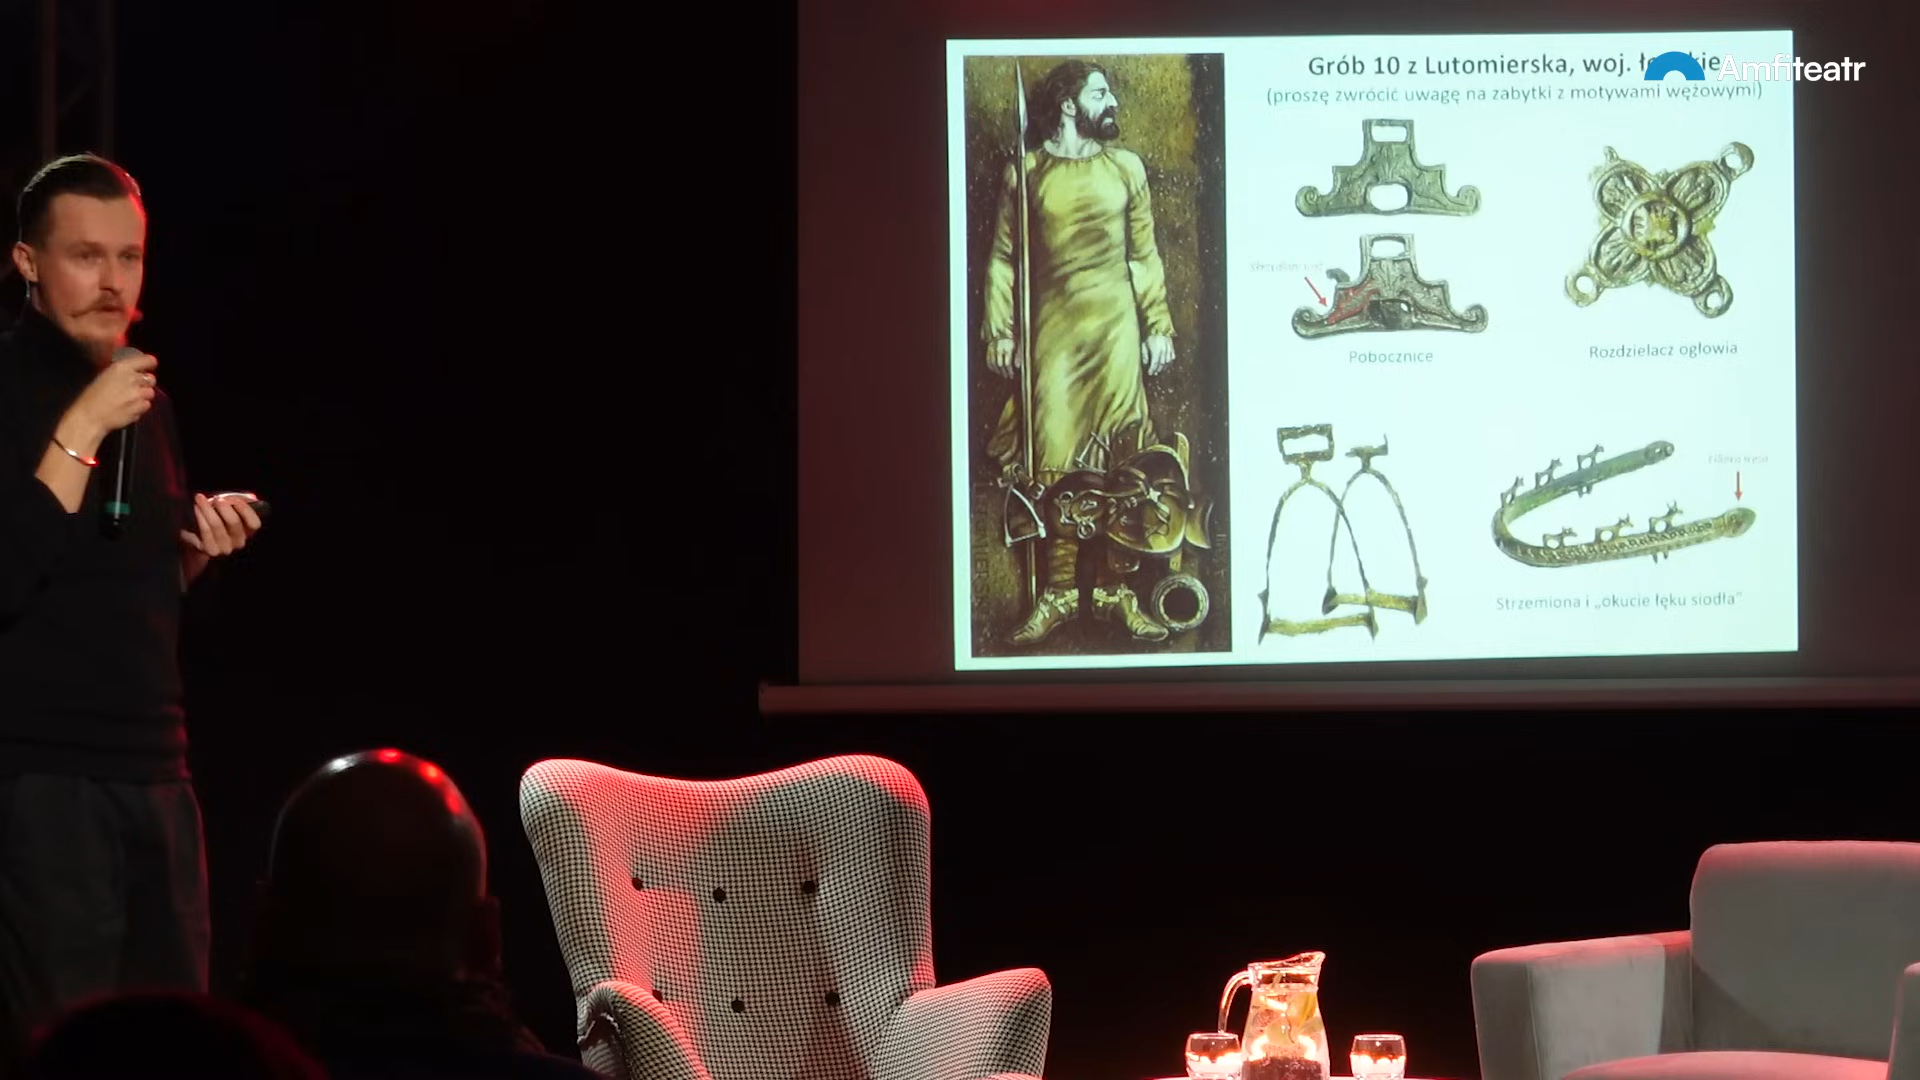 Grób 10 z Lutomierska, woj.
Amfiteatr
(proszę zwrócić uwagę na zabytki z motywami wężowymi)
Pobocznice
Rozdzielacz ogłowia
Strzemiona i „okucie łęku siodła”